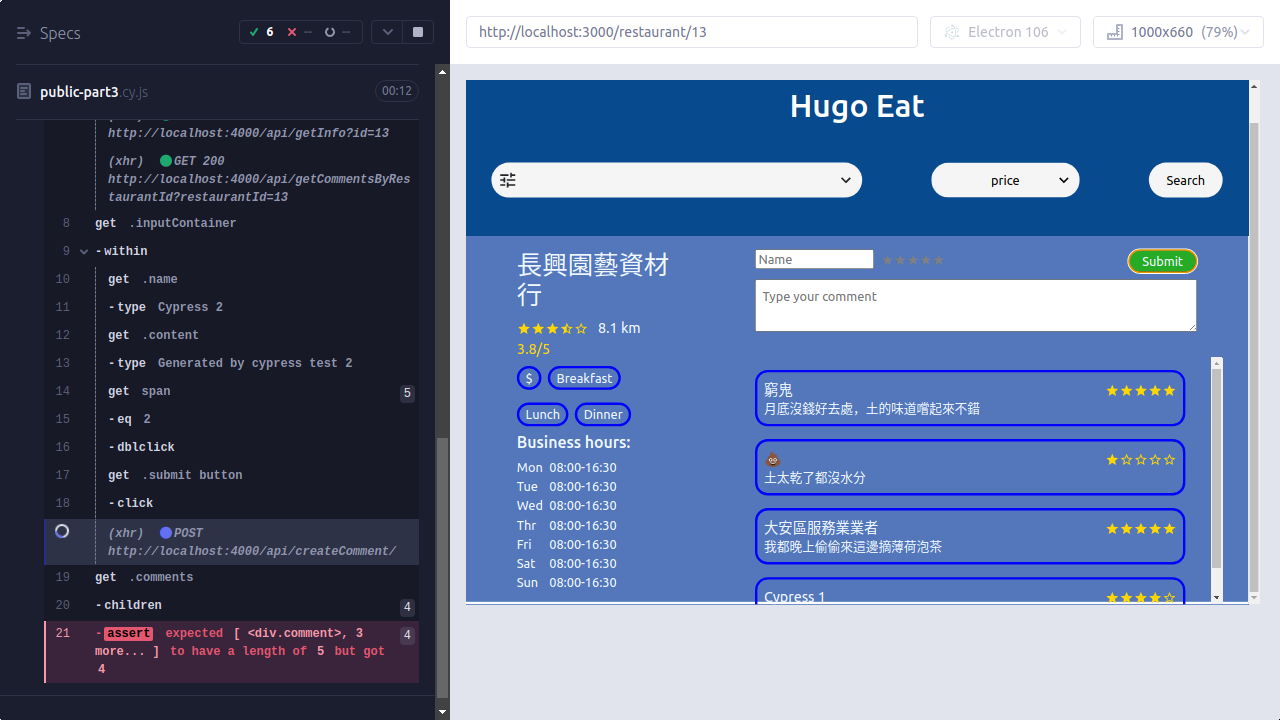 Specs
6
--
--
public-part3.cy.js
00:12
http://localhost:4000/api/getInfo?id=13
(xhr) GET 200
http://localhost:4000/api/getCommentsByRes
taurantId?restaurantId=13
8 get .inputContainer
9 -within
10 get .name
11 -type Cypress 2
12 get .content
13 -type Generated by cypress test 2
14 get span 5
15 -eq 2
16 -dblclick
17 get .submit button
18 -click
(xhr) POST
http://localhost:4000/api/createComment/
19 get .comments
20 -children 4
21 -assert expected [ <div.comment>, 3 4
more... ] to have a length of 5 but got
4
http://localhost:3000/restaurant/13
Electron 106
1000x660 (79%)
Hugo Eat
price
Search
長興園藝資材
行
8.1 km
3.8/5
$ Breakfast
Lunch Dinner
Business hours:
Mon 08:00-16:30
Tue 08:00-16:30
Wed 08:00-16:30
Thr 08:00-16:30
Fri 08:00-16:30
Sat 08:00-16:30
Sun 08:00-16:30
Name
Submit
Type your comment
窮鬼
月底沒錢好去處，土的味道嚐起來不錯
💩
土太乾了都沒水分
大安區服務業業者
我都晚上偷偷來這邊摘薄荷泡茶
Cypress 1